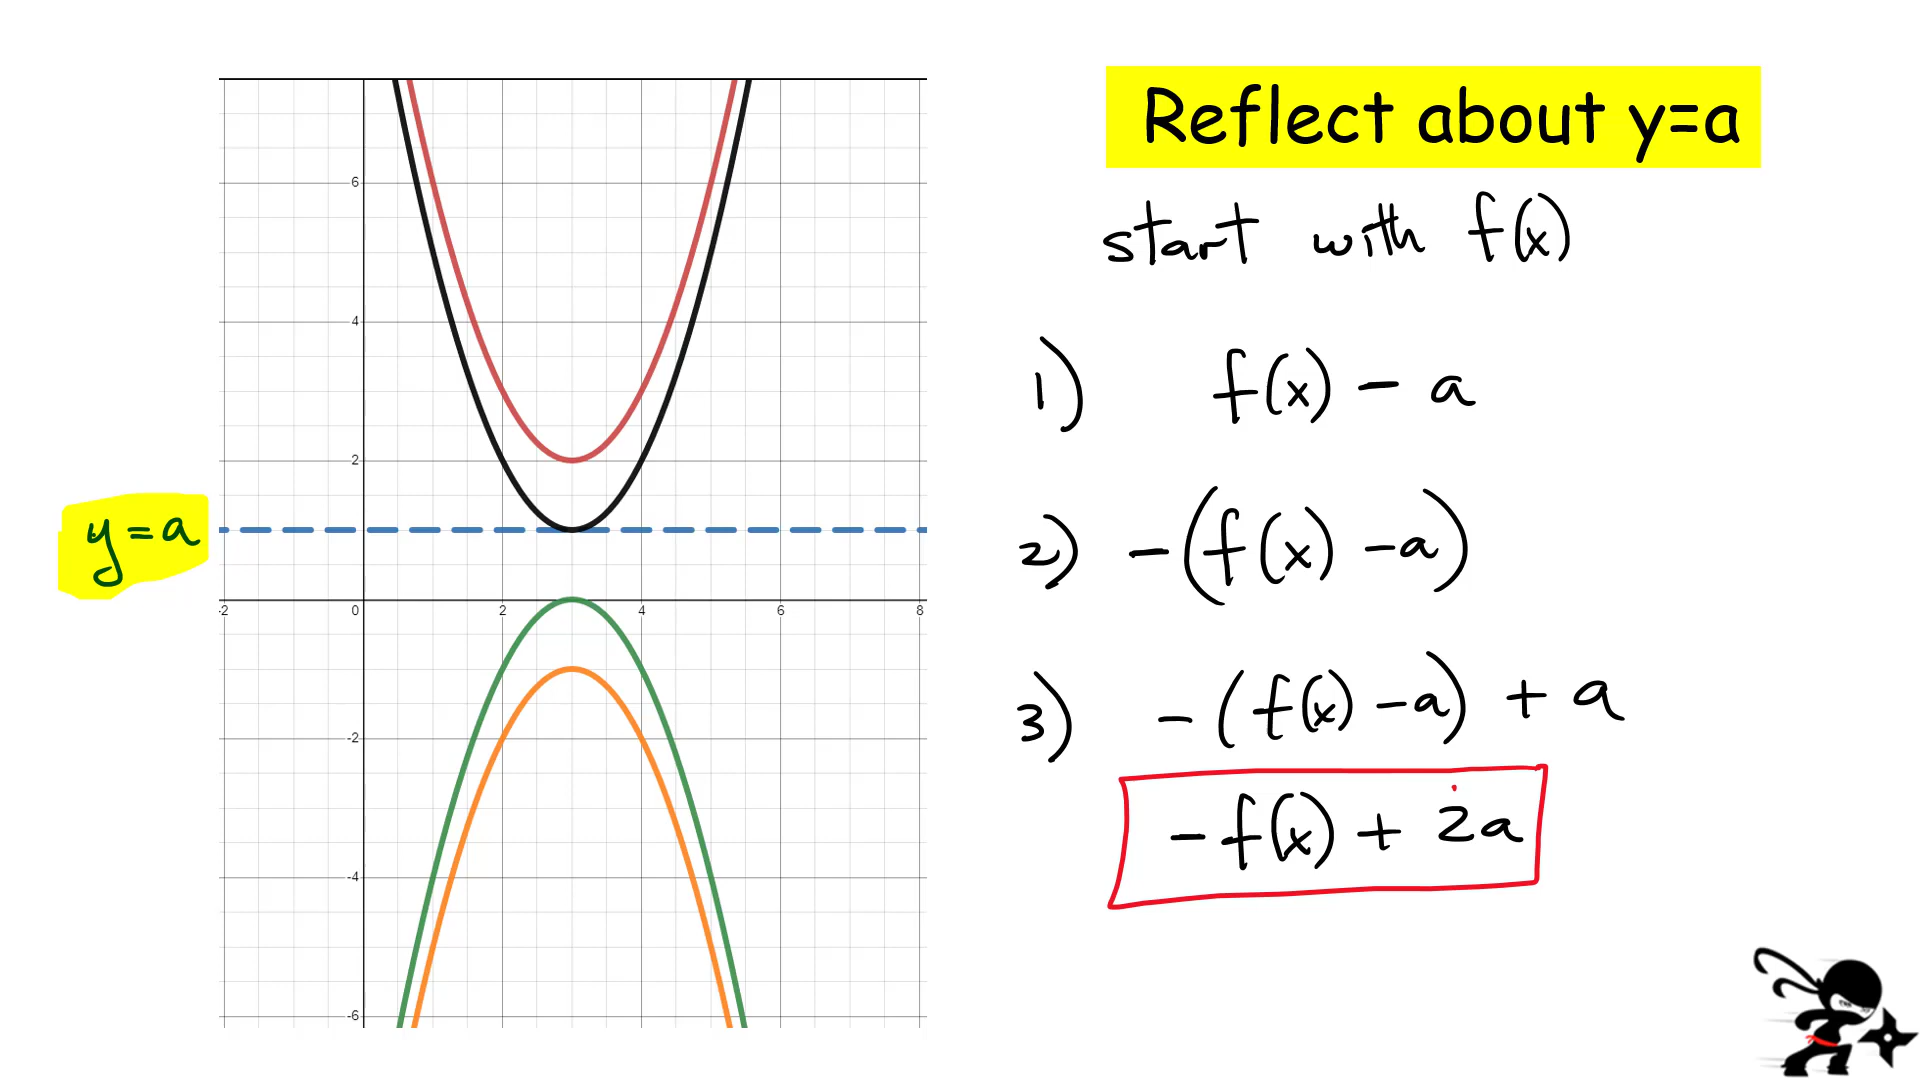 Reflect about y=a
start with f(x)
1) f(x) - a
2) -(f(x) -a)
3) -(f(x) -a) + a
-f(x) + 2a
y=a
6
4
2
-2 0 2 4 6 8
-2
-4
-6